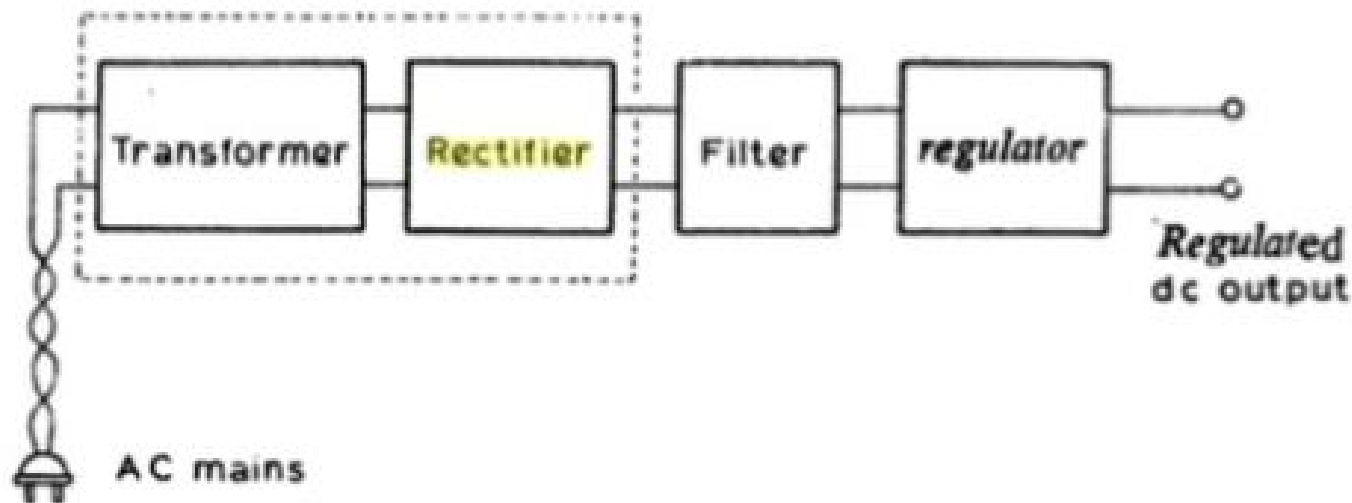 Transformer
Rectifier
Filter
regulator
Regulated
dc output
AC mains